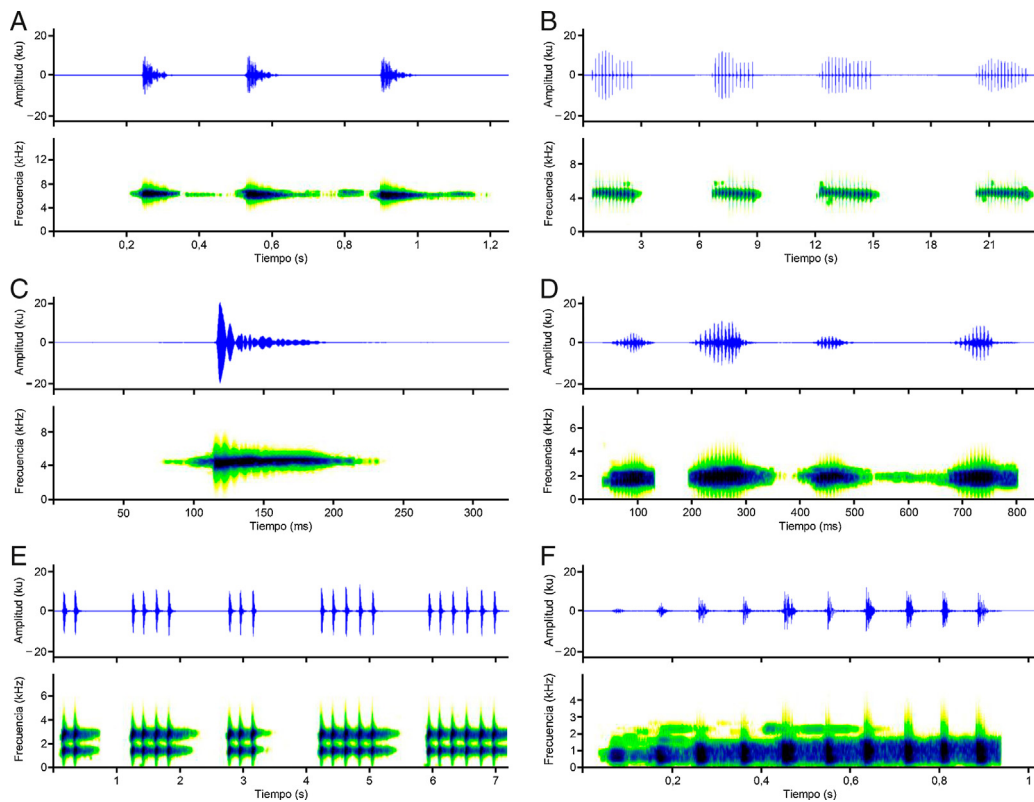 A
Amplitud (ku)
20
0
−20
Frecuencia (kHz)
12
8
4
0
0,2 0,4 0,6 0,8 1 1,2
Tiempo (s)
B
Amplitud (ku)
20
0
−20
Frecuencia (kHz)
8
4
0
3 6 9 12 15 18 21
Tiempo (s)
C
Amplitud (ku)
20
0
−20
Frecuencia (kHz)
8
4
0
50 100 150 200 250 300
Tiempo (ms)
D
Amplitud (ku)
20
0
−20
Frecuencia (kHz)
6
4
2
0
100 200 300 400 500 600 700 800
Tiempo (ms)
E
Amplitud (ku)
20
0
−20
Frecuencia (kHz)
6
4
2
0
1 2 3 4 5 6 7
Tiempo (s)
F
Amplitud (ku)
20
0
−20
Frecuencia (kHz)
4
3
2
1
0
0,2 0,4 0,6 0,8 1
Tiempo (s)